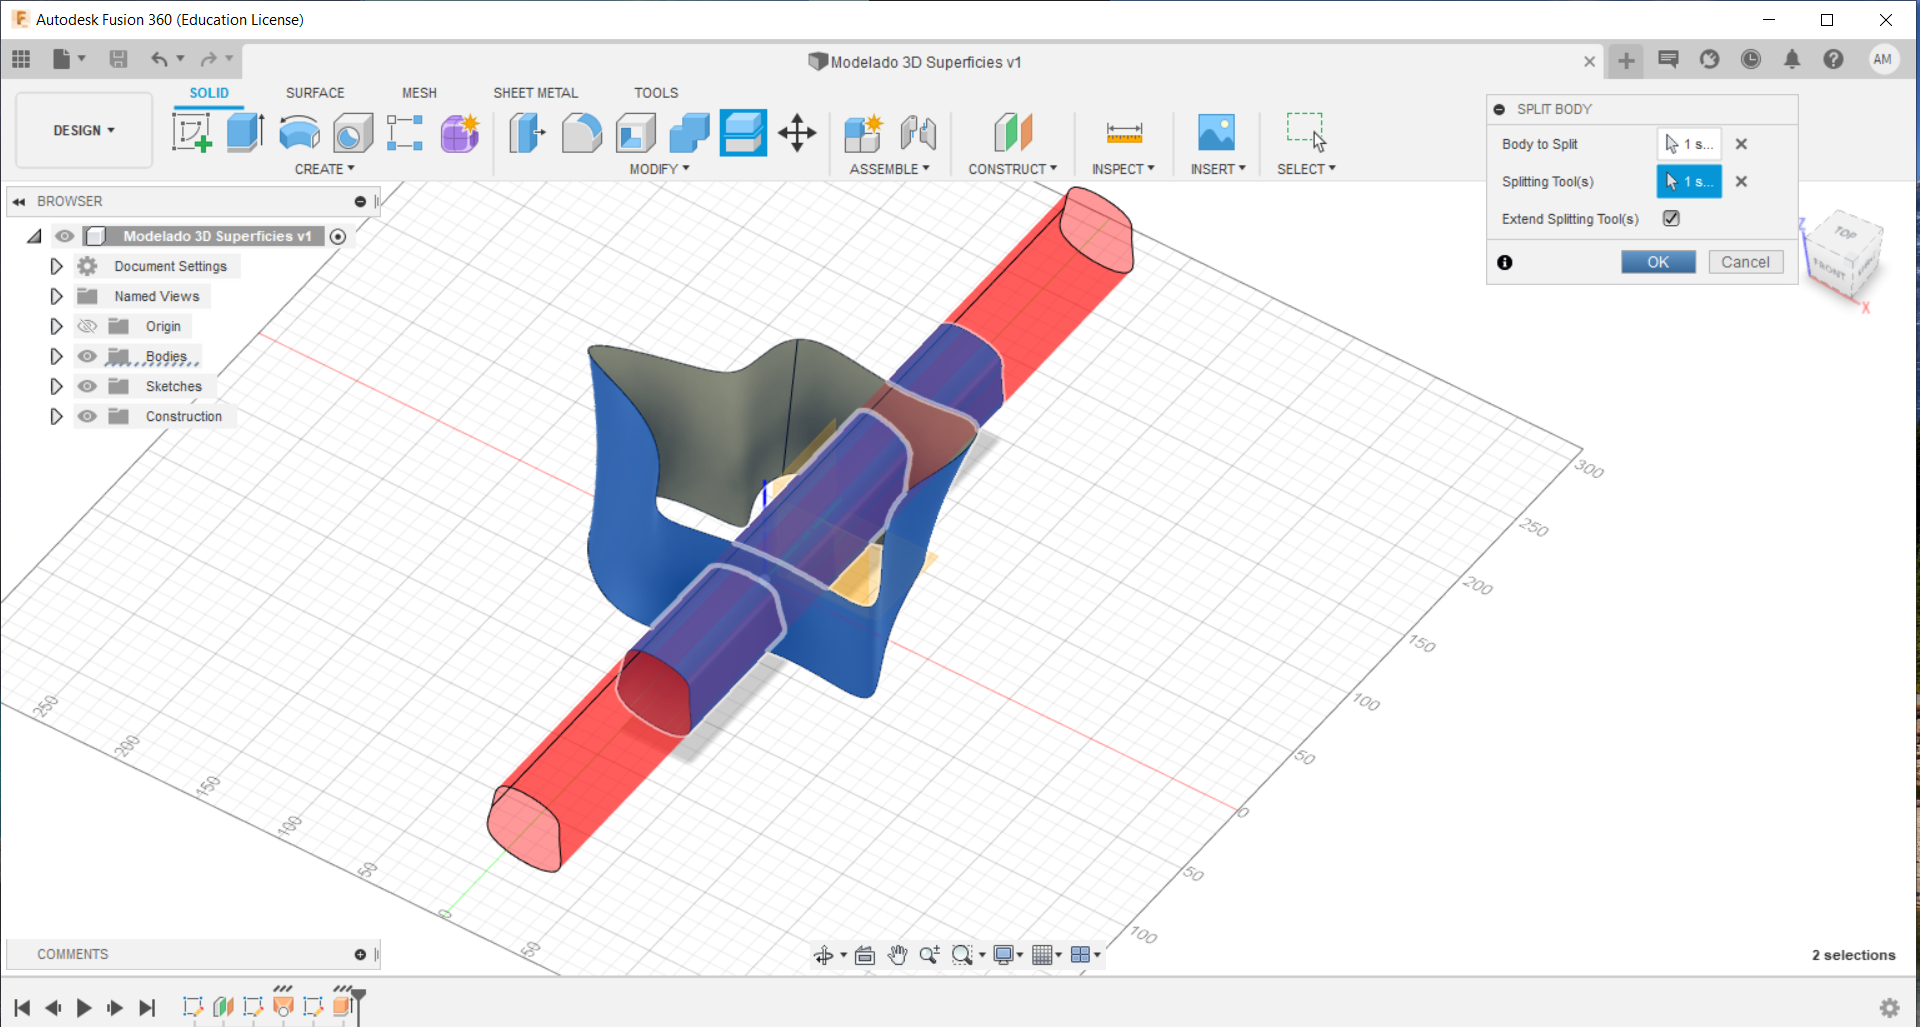 Autodesk Fusion 360 (Education License)
Modelado 3D Superficies v1
AM
SOLID SURFACE MESH SHEET METAL TOOLS
DESIGN
CREATE MODIFY ASSEMBLE CONSTRUCT INSPECT INSERT SELECT
SPLIT BODY
Body to Split 1 s...
Splitting Tool(s) 1 s...
Extend Splitting Tool(s)
OK Cancel
BROWSER
Modelado 3D Superficies v1
Document Settings
Named Views
Origin
Bodies
Sketches
Construction
TOP
FRONT
Z
X
300
250
200
150
100
50
0
50
100
250
200
150
100
50
0
50
COMMENTS
2 selections